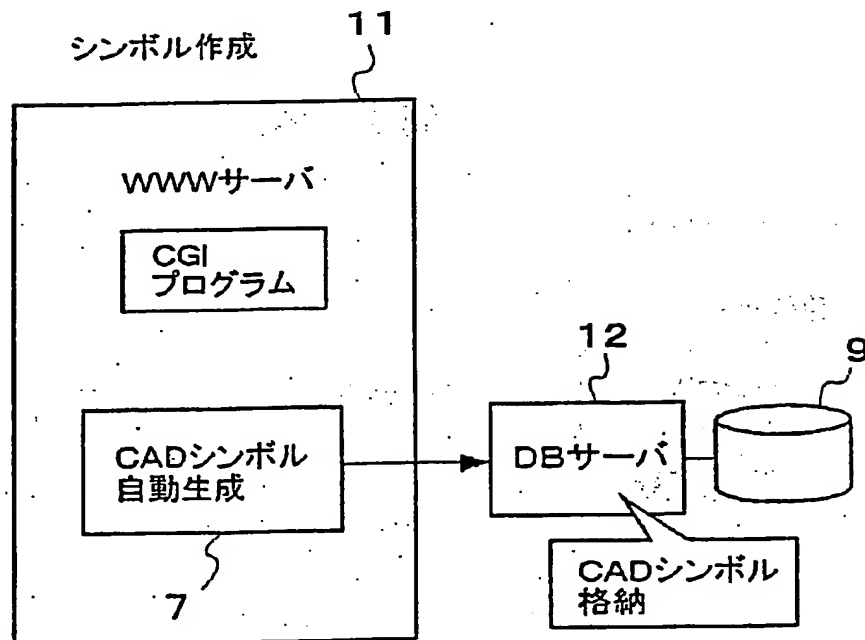 シンボル作成
11
WWWサーバ
CGI
プログラム
12
9
CADシンボル
自動生成
DBサーバ
7
CADシンボル
格納